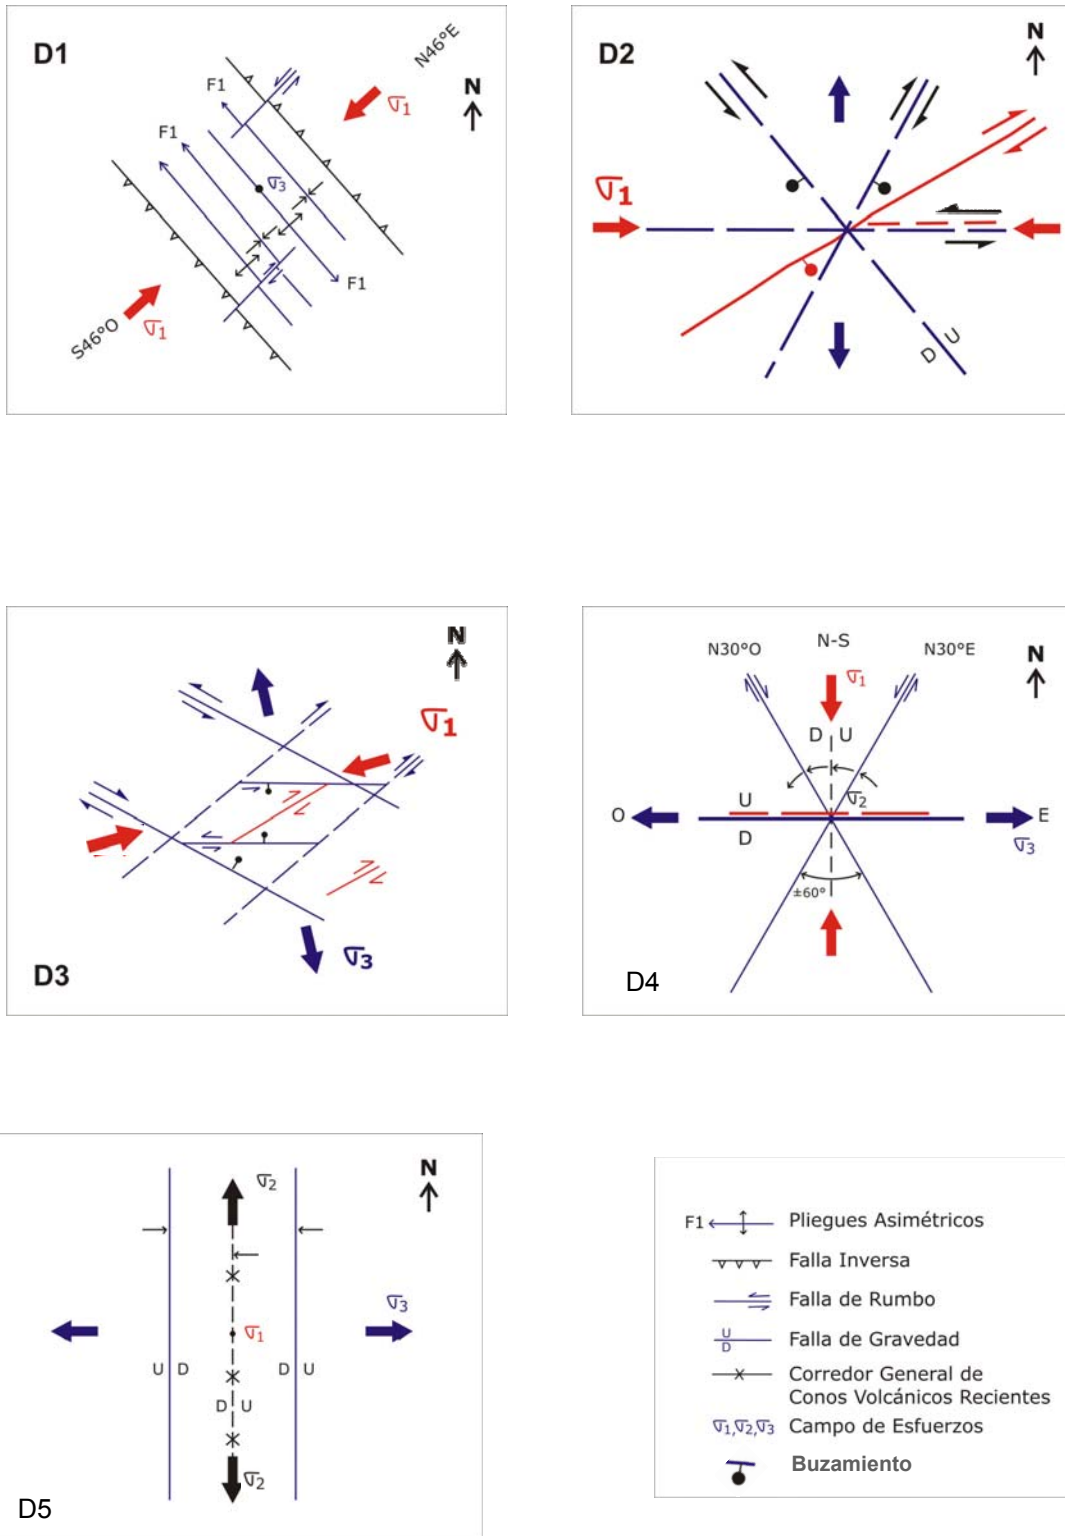 D1
N46°E
N
F1
σ1
F1
σ3
F1
S46°O
σ1
D2
N
σ1
U
D
N
σ1
σ3
D3
N30°O
N-S
N30°E
N
σ1
D U
σ2
U
O
E
D
σ3
±60°
D4
N
σ2
σ3
σ1
U D
D U
D U
σ2
D5
F1 Pliegues Asimétricos
Falla Inversa
Falla de Rumbo
U
D
Falla de Gravedad
Corredor General de
Conos Volcánicos Recientes
σ1,σ2,σ3 Campo de Esfuerzos
Buzamiento